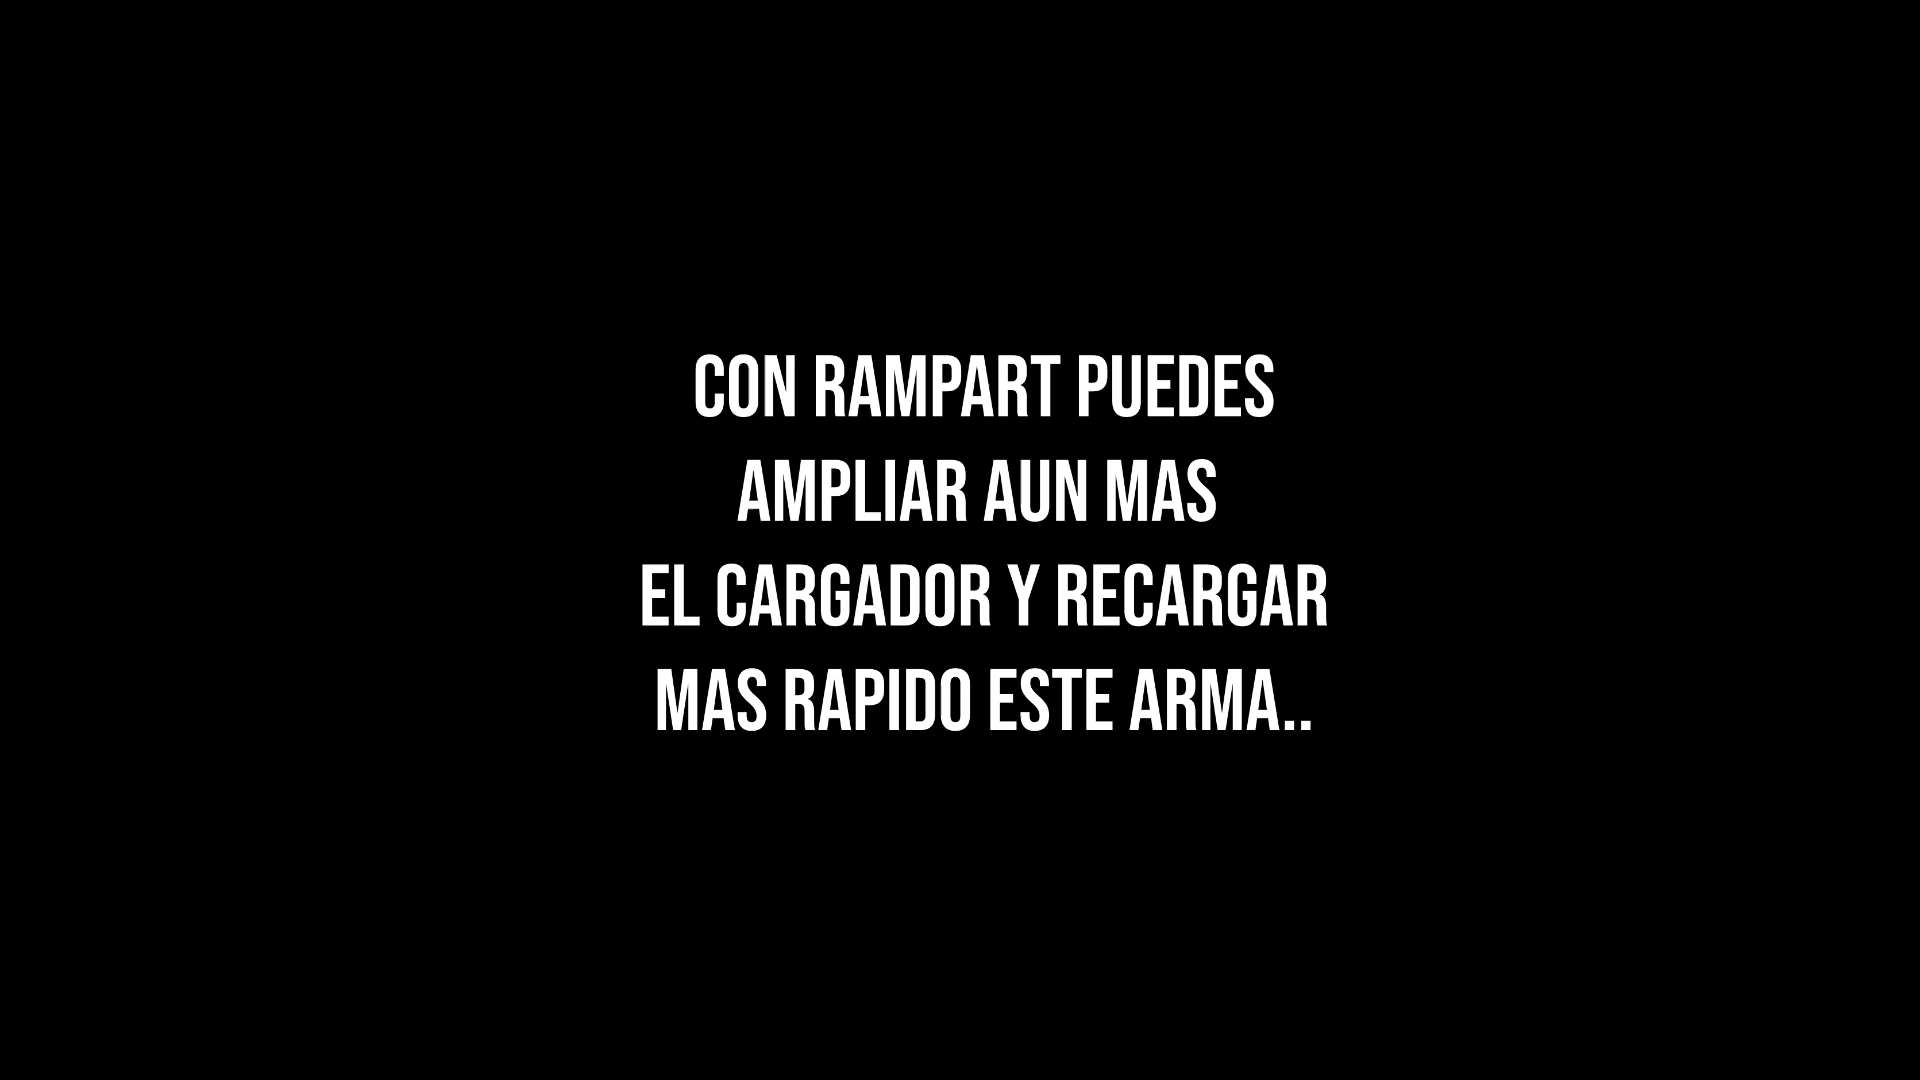 CON RAMPART PUEDES
AMPLIAR AUN MAS
EL CARGADOR Y RECARGAR
MAS RAPIDO ESTE ARMA..